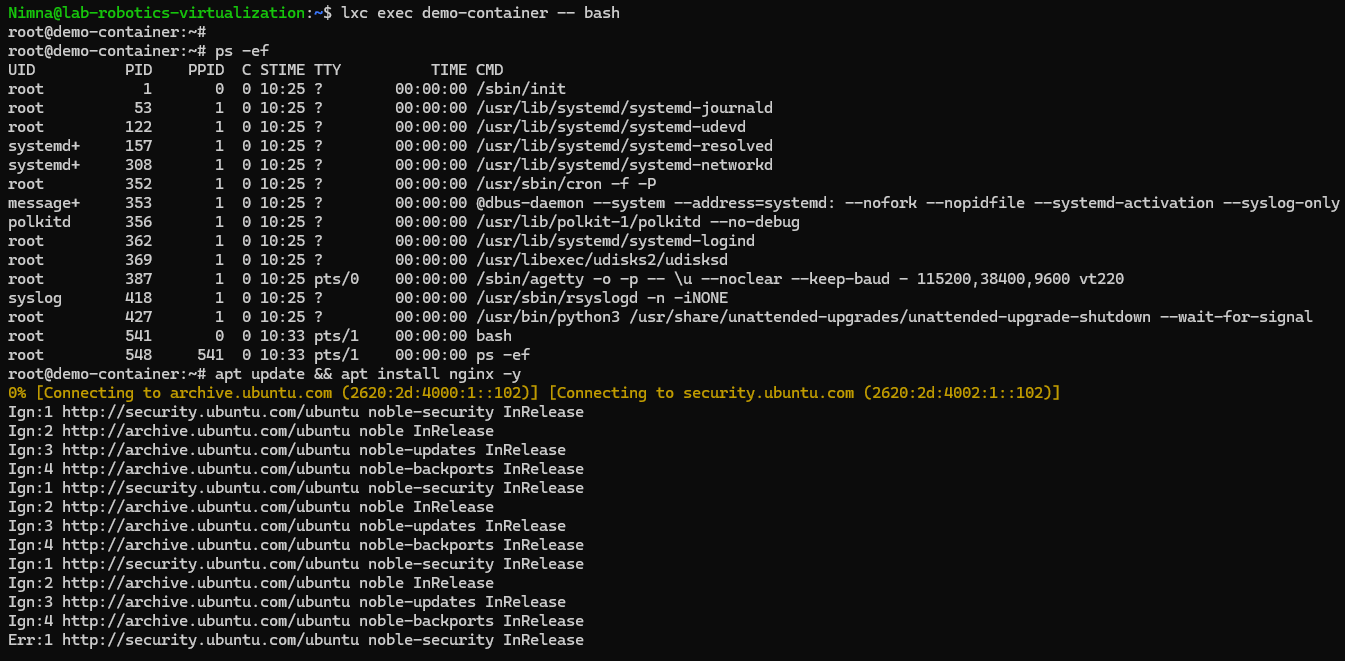 Nimna@lab-robotics-virtualization:~$ lxc exec demo-container -- bash
root@demo-container:~#
root@demo-container:~# ps -ef
UID          PID    PPID  C STIME TTY          TIME CMD
root           1       0  0 10:25 ?        00:00:00 /sbin/init
root          53       1  0 10:25 ?        00:00:00 /usr/lib/systemd/systemd-journald
root         122       1  0 10:25 ?        00:00:00 /usr/lib/systemd/systemd-udevd
systemd+     157       1  0 10:25 ?        00:00:00 /usr/lib/systemd/systemd-resolved
systemd+     308       1  0 10:25 ?        00:00:00 /usr/lib/systemd/systemd-networkd
root         352       1  0 10:25 ?        00:00:00 /usr/sbin/cron -f -P
message+     353       1  0 10:25 ?        00:00:00 @dbus-daemon --system --address=systemd: --nofork --nopidfile --systemd-activation --syslog-only
polkitd      356       1  0 10:25 ?        00:00:00 /usr/lib/polkit-1/polkitd --no-debug
root         362       1  0 10:25 ?        00:00:00 /usr/lib/systemd/systemd-logind
root         369       1  0 10:25 ?        00:00:00 /usr/libexec/udisks2/udisksd
root         387       1  0 10:25 pts/0    00:00:00 /sbin/agetty -o -p -- \u --noclear --keep-baud - 115200,38400,9600 vt220
syslog       418       1  0 10:25 ?        00:00:00 /usr/sbin/rsyslogd -n -iNONE
root         427       1  0 10:25 ?        00:00:00 /usr/bin/python3 /usr/share/unattended-upgrades/unattended-upgrade-shutdown --wait-for-signal
root         541       0  0 10:33 pts/1    00:00:00 bash
root         548     541  0 10:33 pts/1    00:00:00 ps -ef
root@demo-container:~# apt update && apt install nginx -y
0% [Connecting to archive.ubuntu.com (2620:2d:4000:1::102)] [Connecting to security.ubuntu.com (2620:2d:4002:1::102)]
Ign:1 http://security.ubuntu.com/ubuntu noble-security InRelease
Ign:2 http://archive.ubuntu.com/ubuntu noble InRelease
Ign:3 http://archive.ubuntu.com/ubuntu noble-updates InRelease
Ign:4 http://archive.ubuntu.com/ubuntu noble-backports InRelease
Ign:1 http://security.ubuntu.com/ubuntu noble-security InRelease
Ign:2 http://archive.ubuntu.com/ubuntu noble InRelease
Ign:3 http://archive.ubuntu.com/ubuntu noble-updates InRelease
Ign:4 http://archive.ubuntu.com/ubuntu noble-backports InRelease
Ign:1 http://security.ubuntu.com/ubuntu noble-security InRelease
Ign:2 http://archive.ubuntu.com/ubuntu noble InRelease
Ign:3 http://archive.ubuntu.com/ubuntu noble-updates InRelease
Ign:4 http://archive.ubuntu.com/ubuntu noble-backports InRelease
Err:1 http://security.ubuntu.com/ubuntu noble-security InRelease